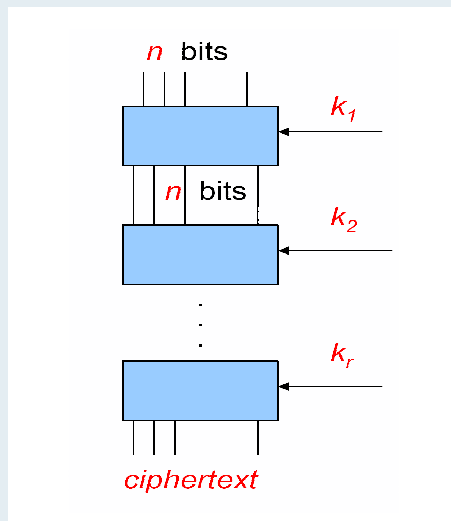 n bits
k1
n bits
k2
kr
ciphertext